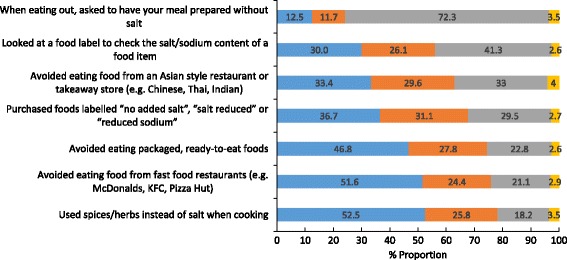 When eating out, asked to have your meal prepared without
salt
12.5 11.7 72.3 3.5
Looked at a food label to check the salt/sodium content of a
food item
30.0 26.1 41.3 2.6
Avoided eating food from an Asian style restaurant or
takeaway store (e.g. Chinese, Thai, Indian)
33.4 29.6 33 4
Purchased foods labelled “no added salt”, “salt reduced” or
“reduced sodium”
36.7 31.1 29.5 2.7
Avoided eating packaged, ready-to-eat foods
46.8 27.8 22.8 2.6
Avoided eating food from fast food restaurants (e.g.
McDonalds, KFC, Pizza Hut)
51.6 24.4 21.1 2.9
Used spices/herbs instead of salt when cooking
52.5 25.8 18.2 3.5
0 20 40 60 80 100
% Proportion